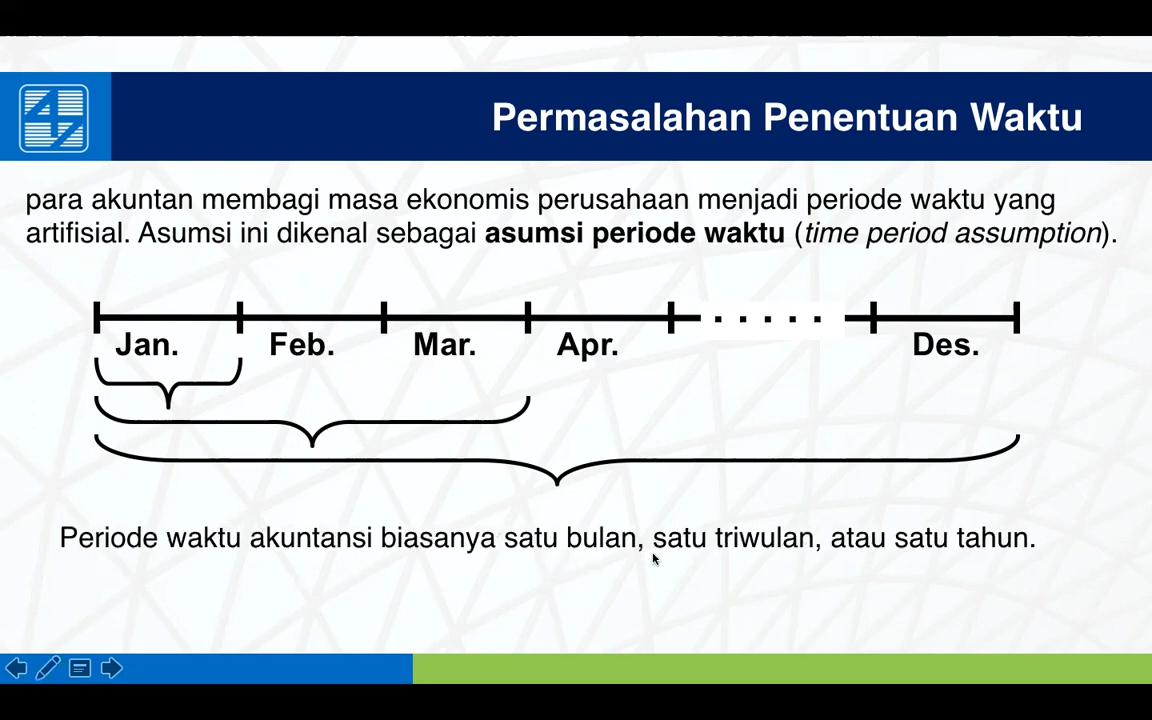 Permasalahan Penentuan Waktu
para akuntan membagi masa ekonomis perusahaan menjadi periode waktu yang
artifisial. Asumsi ini dikenal sebagai asumsi periode waktu (time period assumption).
Jan. Feb. Mar. Apr. ..... Des.
Periode waktu akuntansi biasanya satu bulan, satu triwulan, atau satu tahun.